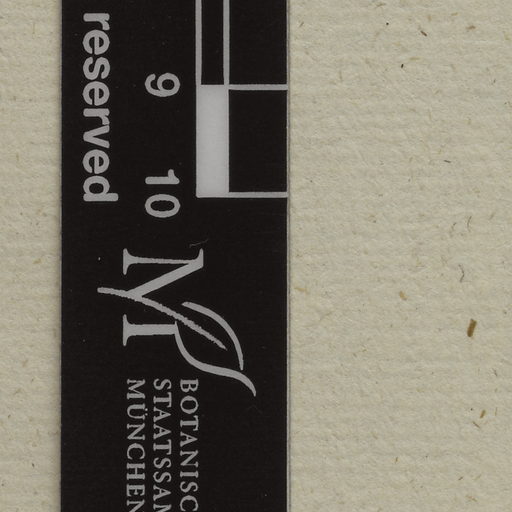 reserved
9 10
M
BOTANISC
STAATSSAM
MÜNCHEN